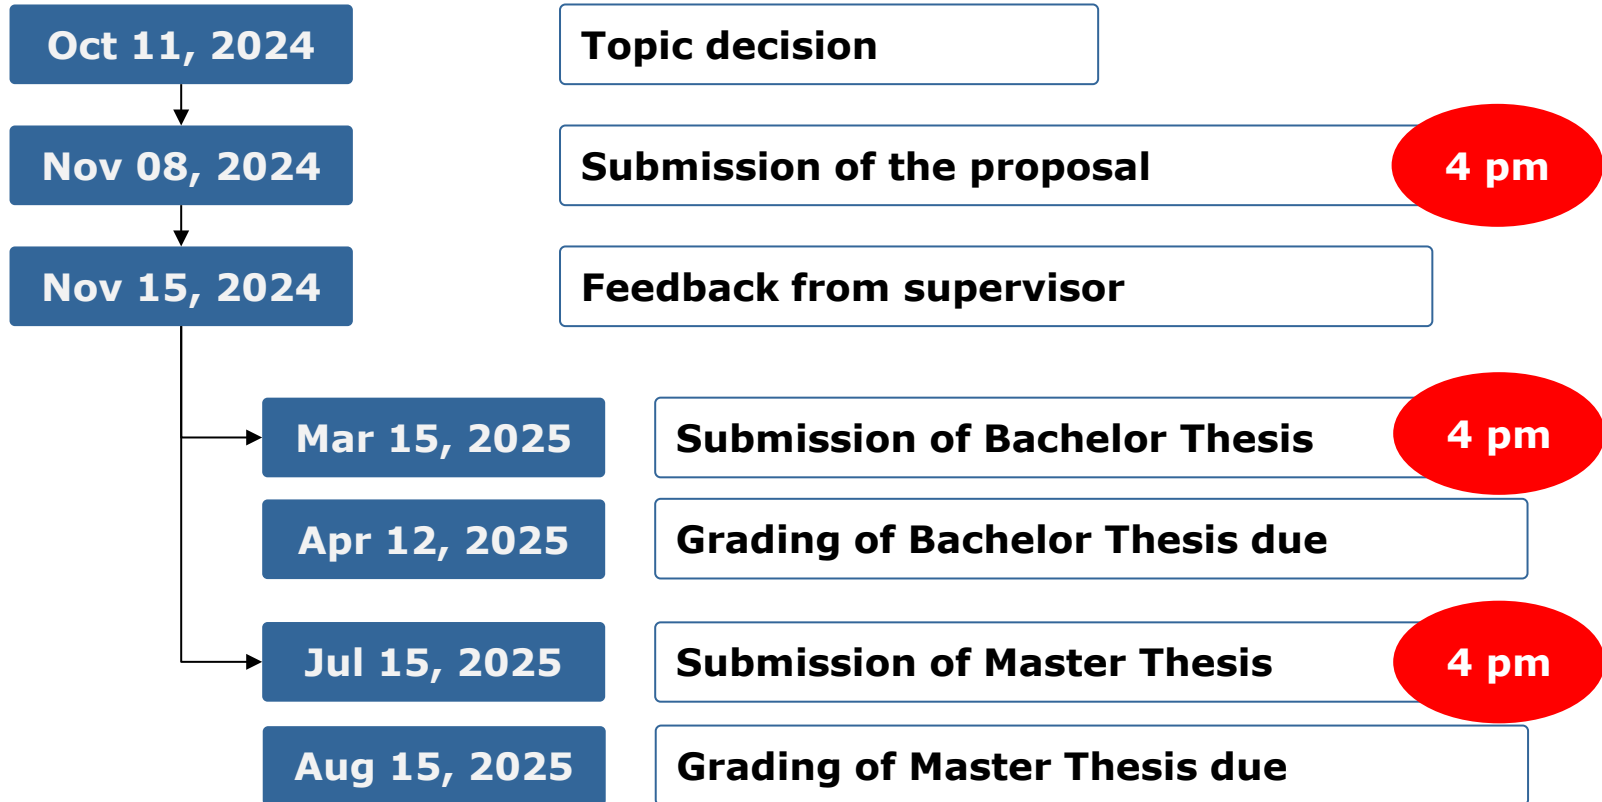 Oct 11, 2024
Topic decision
Nov 08, 2024
Submission of the proposal
4 pm
Nov 15, 2024
Feedback from supervisor
Mar 15, 2025
Submission of Bachelor Thesis
4 pm
Apr 12, 2025
Grading of Bachelor Thesis due
Jul 15, 2025
Submission of Master Thesis
4 pm
Aug 15, 2025
Grading of Master Thesis due